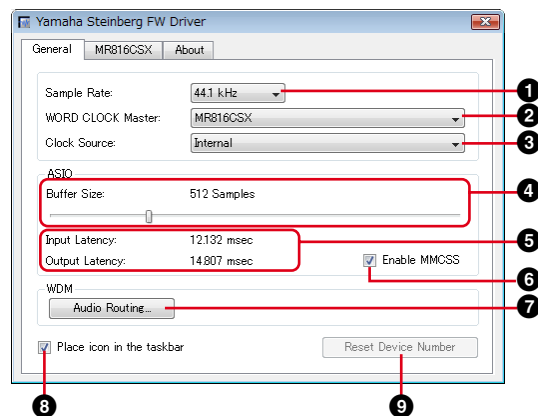 Yamaha Steinberg FW Driver
General MR816CSX About
Sample Rate: 44.1 kHz 1
WORD CLOCK Master: MR816CSX 2
Clock Source: Internal 3
ASIO
Buffer Size: 512 Samples 4
Input Latency: 12.132 msec 5
Output Latency: 14.807 msec Enable MMCSS
6
WDM
Audio Routing... 7
Place icon in the taskbar Reset Device Number
8 9